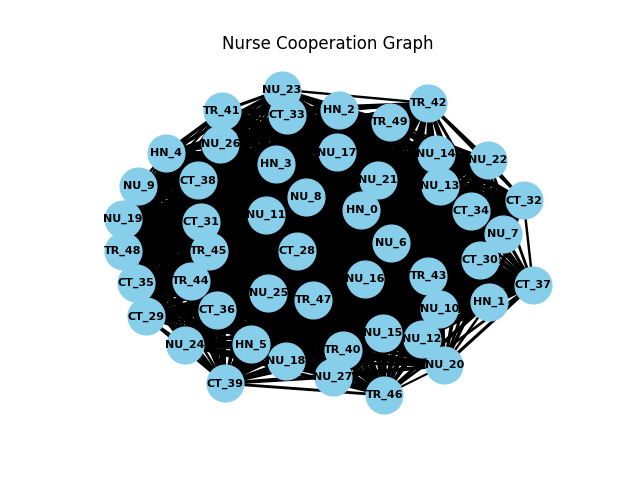 Nurse Cooperation Graph
NU_23
TR_42
TR_41
CT_33
HN_2
TR_49
NU_26
HN_4
NU_17
NU_14
NU_22
HN_3
CT_38
NU_21
NU_9
NU_13
NU_8
CT_32
HN_0
CT_34
NU_11
NU_19
CT_31
NU_7
NU_6
TR_48
TR_45
CT_28
CT_30
TR_43
NU_16
TR_44
CT_35
CT_37
NU_25
TR_47
HN_1
NU_10
CT_36
CT_29
NU_15
NU_12
NU_24
HN_5
TR_40
NU_18
NU_20
NU_27
CT_39
TR_46